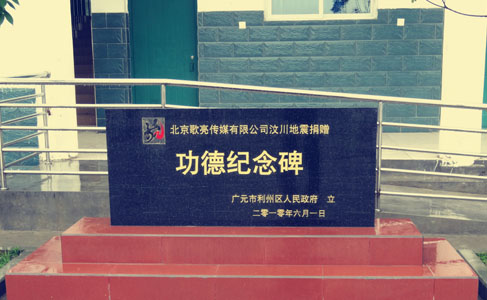 北京歌亮传媒有限公司汶川地震捐赠
功德纪念碑
广元市利州区人民政府 立
二零一零年六月一日